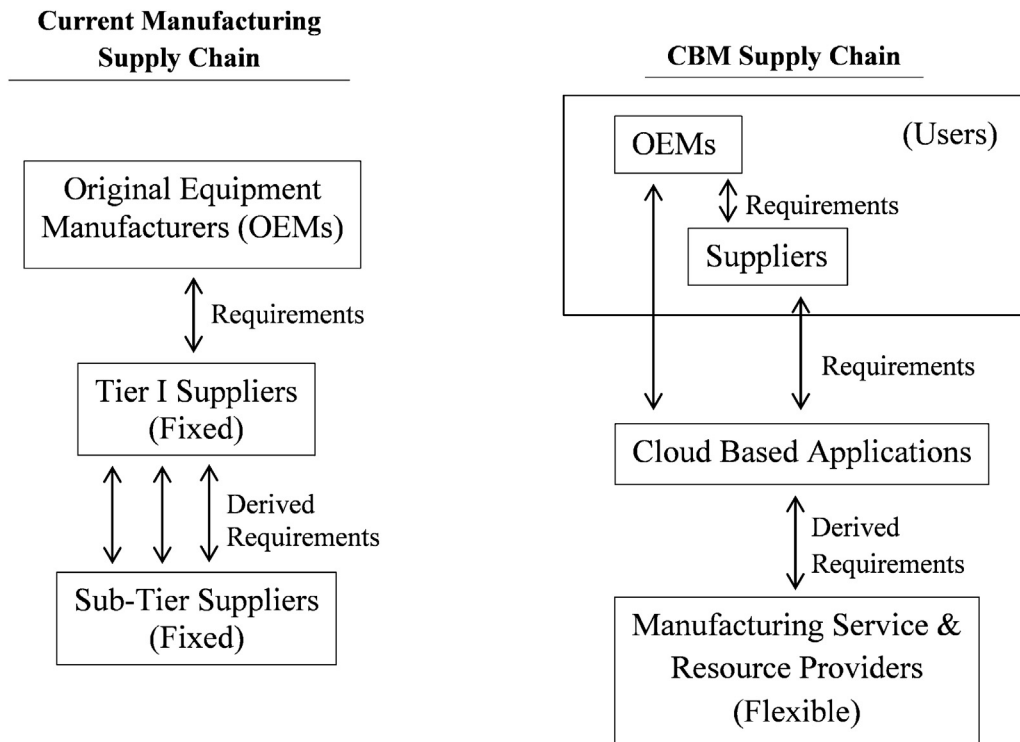 Current Manufacturing
Supply Chain
Original Equipment
Manufacturers (OEMs)
Requirements
Tier I Suppliers
(Fixed)
Derived
Requirements
Sub-Tier Suppliers
(Fixed)
CBM Supply Chain
OEMs
(Users)
Requirements
Suppliers
Requirements
Cloud Based Applications
Derived
Requirements
Manufacturing Service &
Resource Providers
(Flexible)